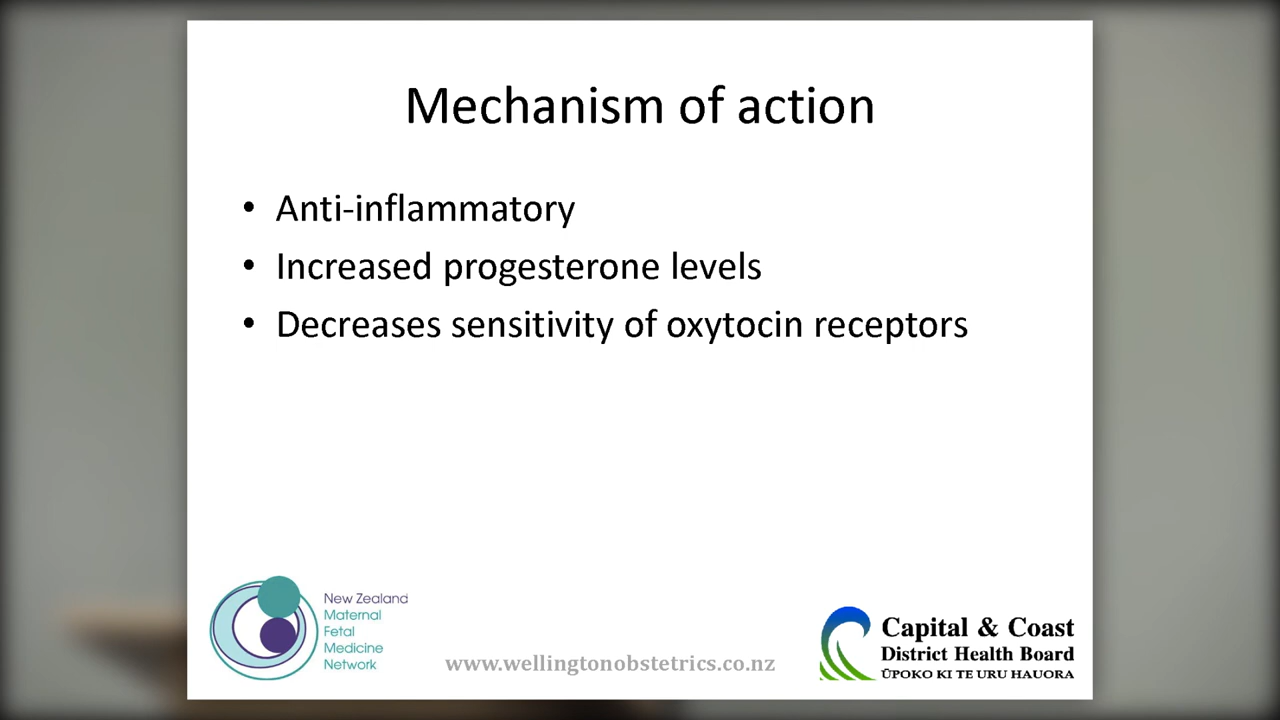 Mechanism of action
• Anti-inflammatory
• Increased progesterone levels
• Decreases sensitivity of oxytocin receptors
New Zealand
Maternal
Fetal
Medicine
Network
www.wellingtonobstetrics.co.nz
Capital & Coast
District Health Board
ŪPOKO KI TE URU HAUORA